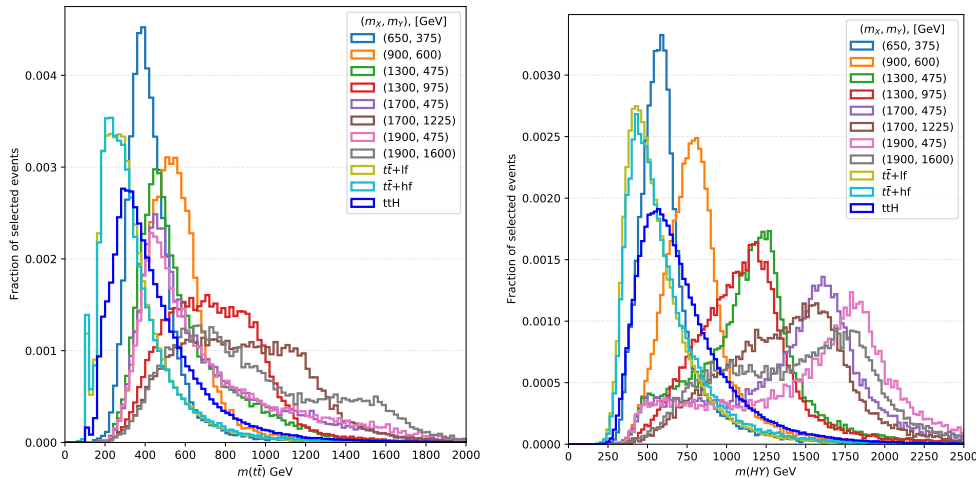 (m_X, m_Y), [GeV]
(650, 375)
(900, 600)
(1300, 475)
(1300, 975)
(1700, 475)
(1700, 1225)
(1900, 475)
(1900, 1600)
tt̄+lf
tt̄+hf
ttH
Fraction of selected events
0.004
0.003
0.002
0.001
0.000
0 200 400 600 800 1000 1200 1400 1600 1800 2000
m(tt̄) GeV
(m_X, m_Y), [GeV]
(650, 375)
(900, 600)
(1300, 475)
(1300, 975)
(1700, 475)
(1700, 1225)
(1900, 475)
(1900, 1600)
tt̄+lf
tt̄+hf
ttH
Fraction of selected events
0.0030
0.0025
0.0020
0.0015
0.0010
0.0005
0.0000
0 250 500 750 1000 1250 1500 1750 2000 2250 2500
m(HY) GeV